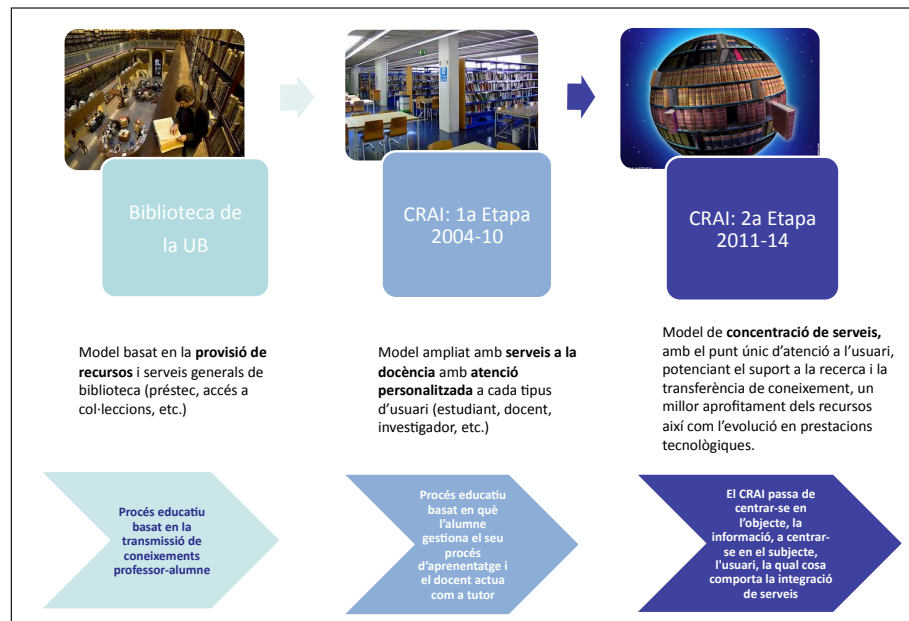 Biblioteca de
la UB
CRAI: 1a Etapa
2004-10
CRAI: 2a Etapa
2011-14
Model basat en la provisió de
recursos i serveis generals de
biblioteca (préstec, accés a
col·leccions, etc.)
Model ampliat amb serveis a la
docència amb atenció
personalitzada a cada tipus
d'usuari (estudiant, docent,
investigador, etc.)
Model de concentració de serveis,
amb el punt únic d'atenció a l'usuari,
potenciant el suport a la recerca i la
transferència de coneixement, un
millor aprofitament dels recursos
així com l'evolució en prestacions
tecnològiques.
Procés educatiu
basat en la
transmissió de
coneixements
professor-alumne
Procés educatiu
basat en què
l'alumne
gestiona el seu
procés
d'aprenentatge i
el docent actua
com a tutor
El CRAI passa de
centrar-se en
l'objecte, la
informació, a centrar-
se en el subjecte,
l'usuari, la qual cosa
comporta la integració
de serveis